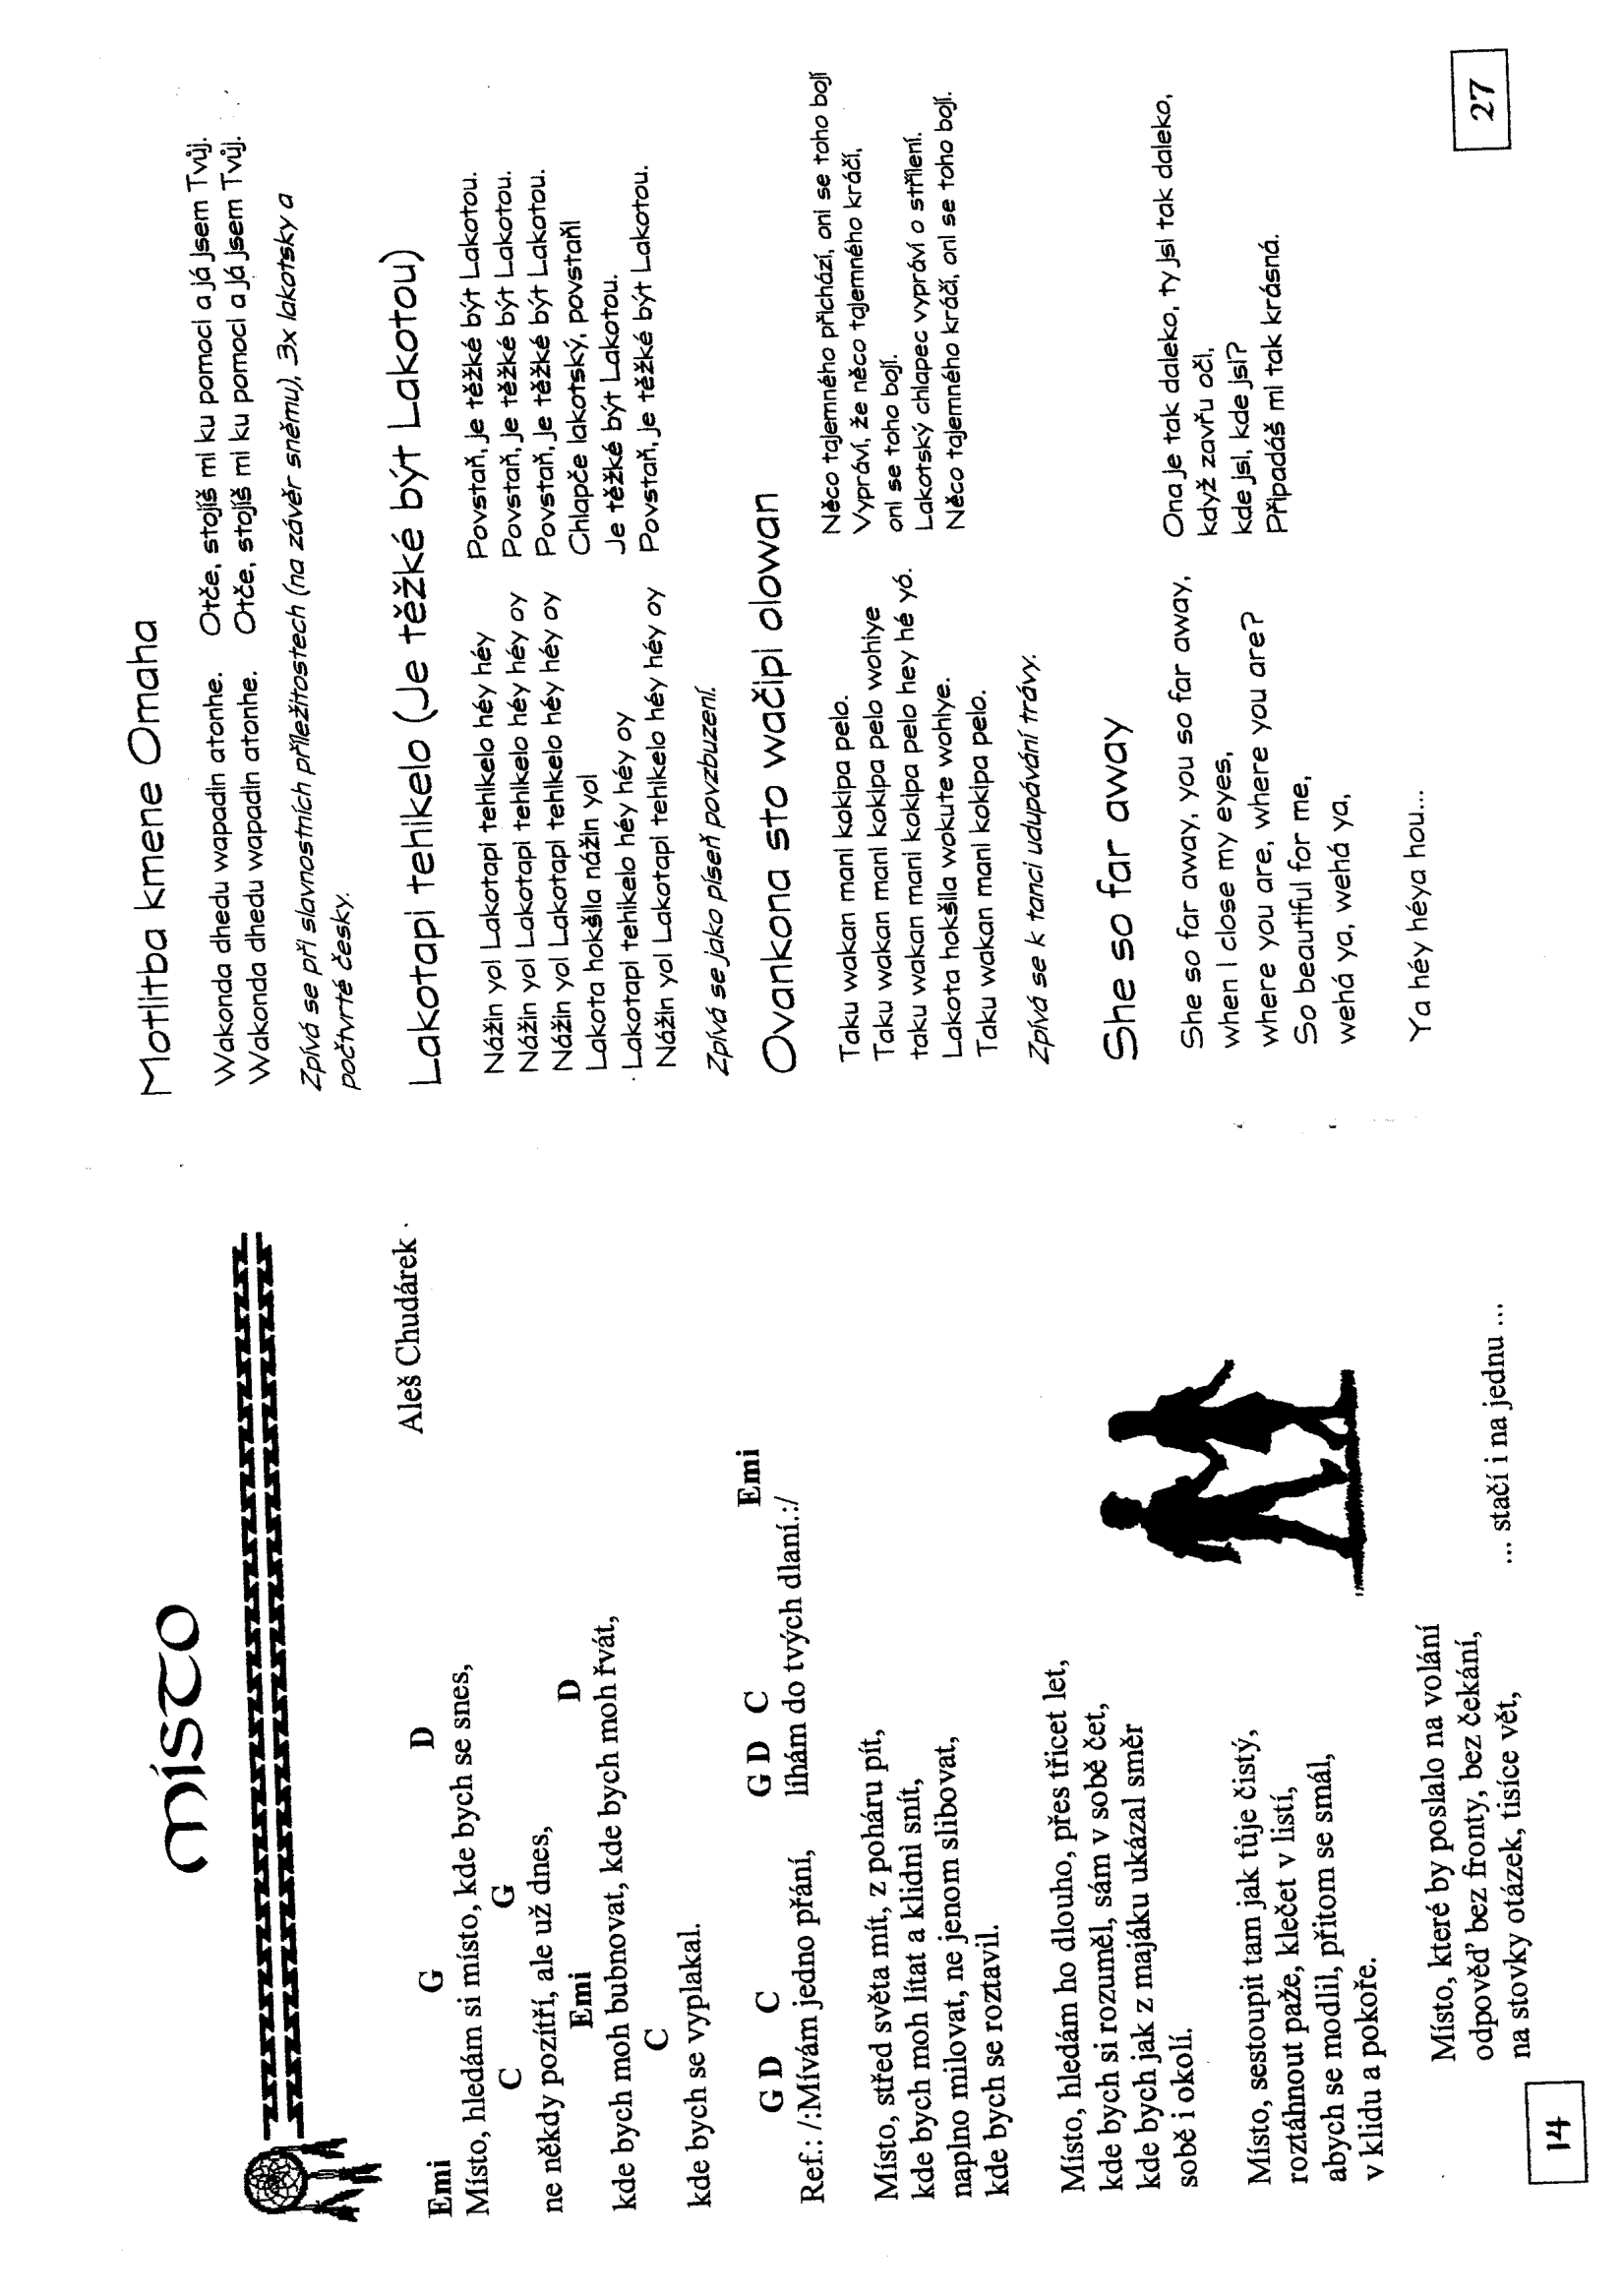 místo
Aleš Chudárek
Emi G D
Místo, hledám si místo, kde bych se snes,
C G
ne někdy pozítří, ale už dnes,
Emi D
kde bych moh bubnovat, kde bych moh řvát,
C
kde bych se vyplakal.
G D C G D C Emi
Ref.: /:Mívám jedno přání, líhám do tvých dlaní.:/
Místo, střed světa mít, z poháru pít,
kde bych moh lítat a klidni snít,
naplno milovat, ne jenom slibovat,
kde bych se roztavil.
Místo, hledám ho dlouho, přes třicet let,
kde bych si rozuměl, sám v sobě čet,
kde bych jak z majáku ukázal směr
sobě i okolí.
Místo, sestoupit tam jak tůje čistý,
roztáhnout paže, klečet v listí,
abych se modlil, přitom se smál,
v klidu a pokoře.
Místo, které by poslalo na volání
odpověď bez fronty, bez čekání,
na stovky otázek, tisíce vět,
... stačí i na jednu ...
14
Motlitba kmene Omaha
Wakonda dhedu wapadin atonhe. Otče, stojíš mi ku pomoci a já jsem Tvůj.
Wakonda dhedu wapadin atonhe. Otče, stojíš mi ku pomoci a já jsem Tvůj.
Zpívá se při slavnostních příležitostech (na závěr sněmu), 3x lakotsky a
počtvrté česky.
Lakotapi tehikelo (Je těžké být Lakotou)
Nážin yo! Lakotapi tehikelo héy héy Povstaň, je těžké být Lakotou.
Nážin yo! Lakotapi tehikelo héy héy oy Povstaň, je těžké být Lakotou.
Nážin yo! Lakotapi tehikelo héy héy oy Povstaň, je těžké být Lakotou.
Lakota hokšila nážin yo! Chlapče lakotský, povstaň!
Lakotapi tehikelo héy héy oy Je těžké být Lakotou.
Nážin yo! Lakotapi tehikelo héy héy oy Povstaň, je těžké být Lakotou.
Zpívá se jako píseň povzbuzení.
Ovankona sto wačipi olowan
Taku wakan mani kokipa pelo. Něco tajemného přichází, oni se toho bojí
Taku wakan mani kokipa pelo wohiye Vypráví, že něco tajemného kráčí,
taku wakan mani kokipa pelo hey hé yó. oni se toho bojí.
Lakota hokšila wokute wohiye. Lakotský chlapec vypráví o střílení.
Taku wakan mani kokipa pelo. Něco tajemného kráčí, oni se toho bojí.
Zpívá se k tanci udupávání trávy.
She so far away
She so far away, you so far away, Ona je tak daleko, ty jsi tak daleko,
when I close my eyes, když zavřu oči,
where you are, where you are? kde jsi, kde jsi?
So beautiful for me, Připadáš mi tak krásná.
wehá ya, wehá ya,
Ya héy héya hou...
27